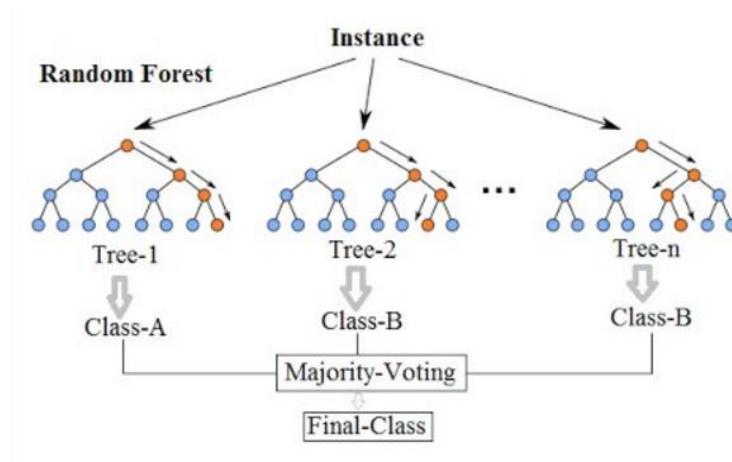 Instance
Random Forest
...
Tree-1
Tree-2
Tree-n
Class-A
Class-B
Class-B
Majority-Voting
Final-Class